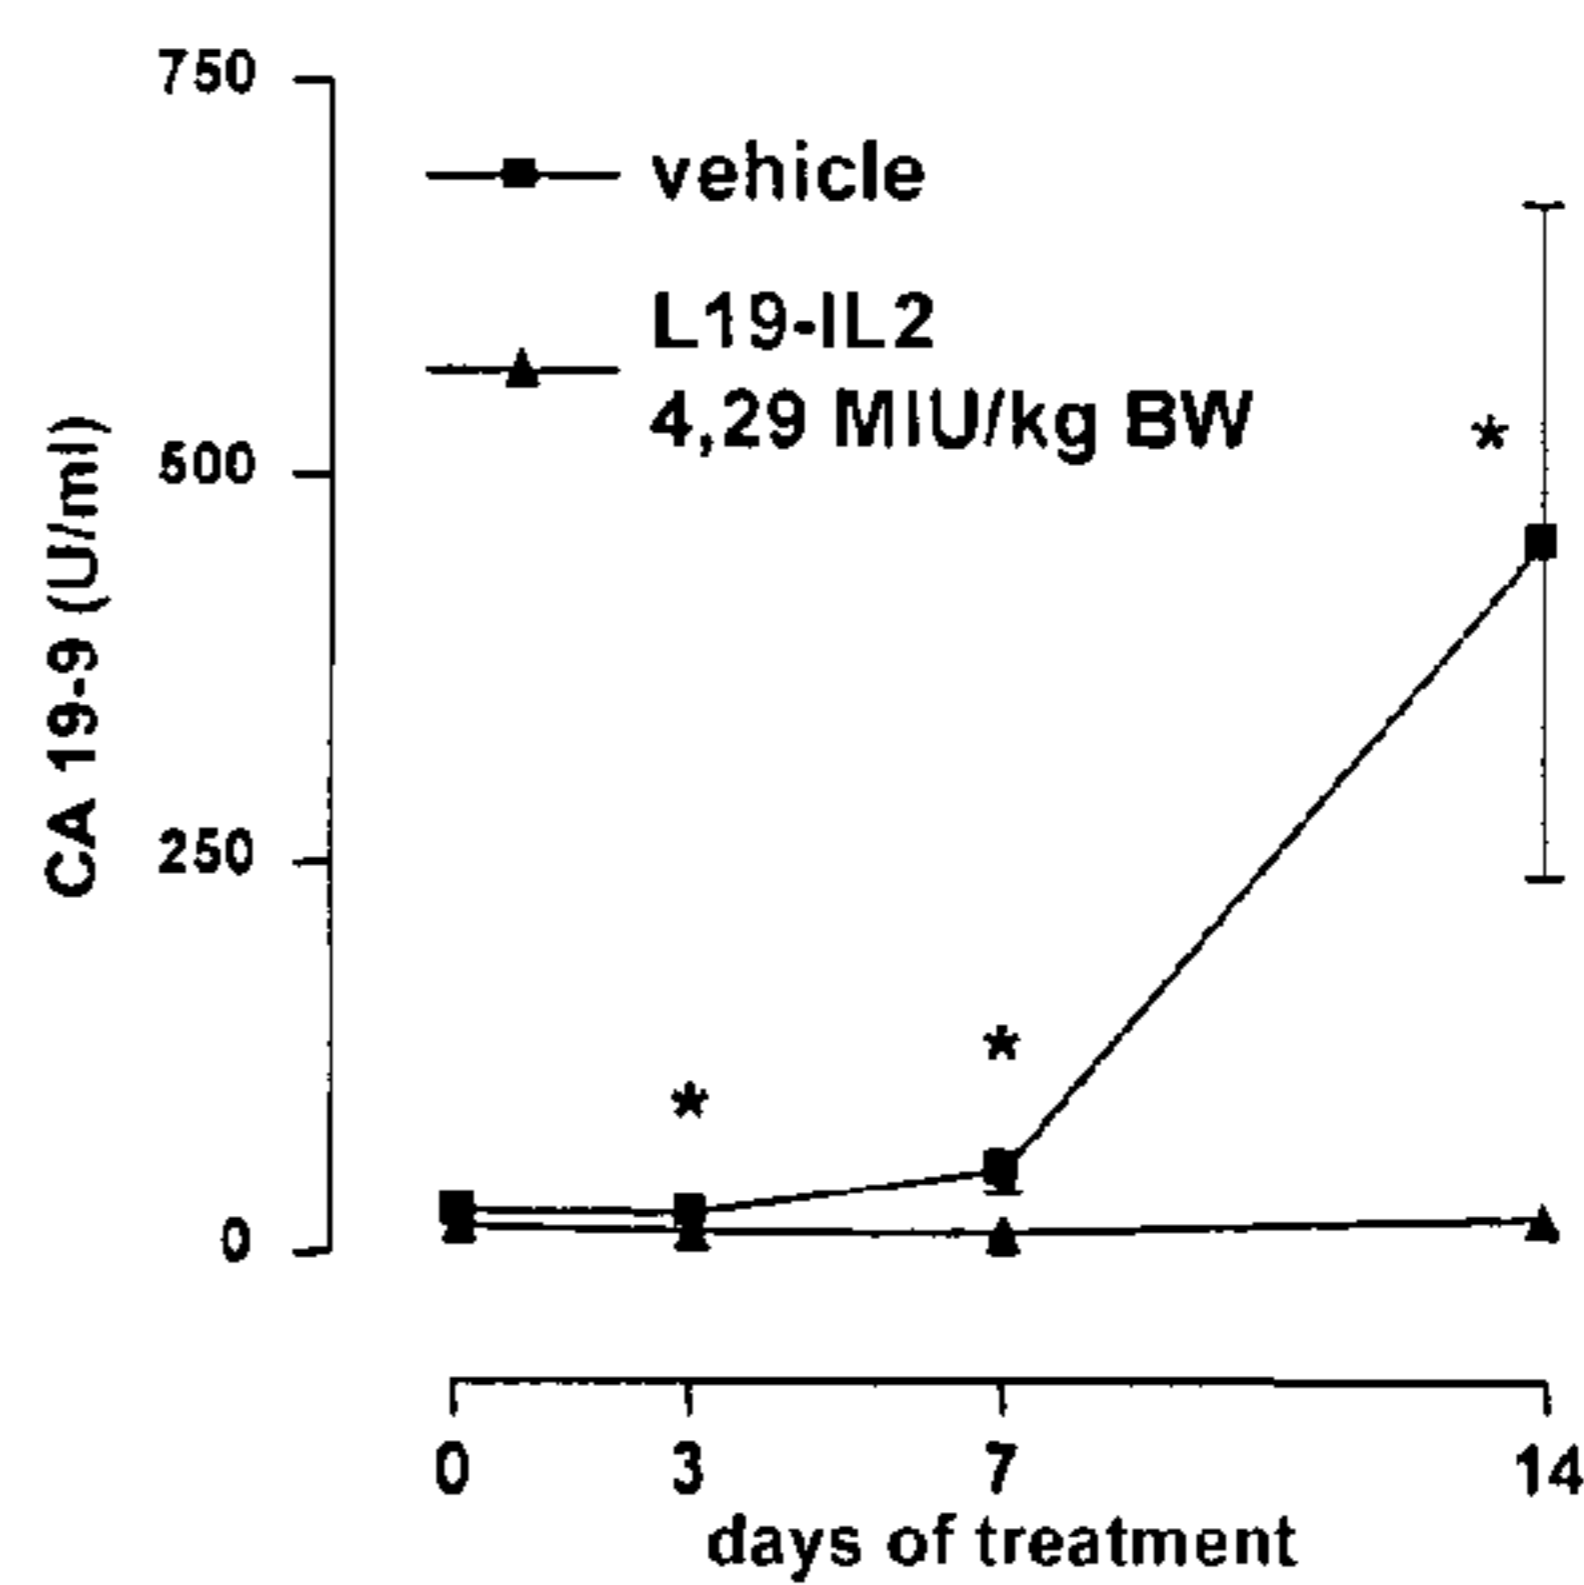 750
vehicle
L19-IL2
4,29 MIU/kg BW
*
500
CA 19-9 (U/ml)
250
*
*
0
0 3 7 14
days of treatment